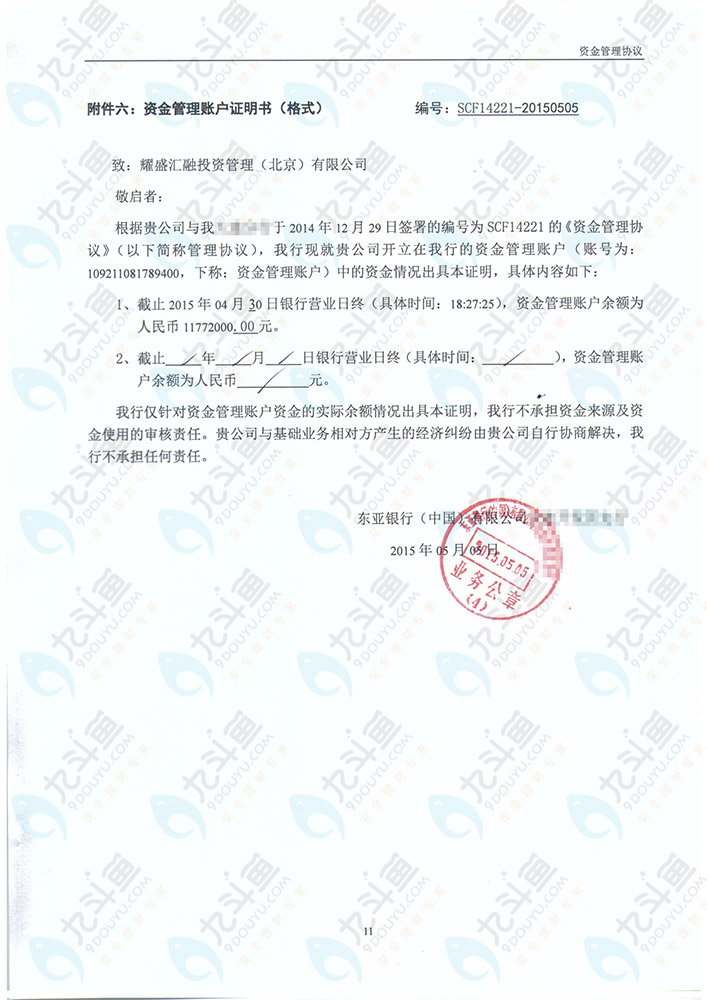 资金管理协议
附件六：资金管理账户证明书（格式） 编号：SCF14221-20150505
致：耀盛汇融投资管理（北京）有限公司
敬启者：
根据贵公司与我 于 2014 年 12 月 29 日签署的编号为 SCF14221 的《资金管理协
议》（以下简称管理协议），我行现就贵公司开立在我行的资金管理账户（账号为：
109211081789400，下称：资金管理账户）中的资金情况出具本证明，具体内容如下：
1、截止 2015 年 04 月 30 日银行营业日终（具体时间：18:27:25），资金管理账户余额为
人民币 11772000.00 元。
2、截止 / 年 / 月 / 日银行营业日终（具体时间： / ），资金管理账
户余额为人民币 / 元。
我行仅针对资金管理账户资金的实际余额情况出具本证明，我行不承担资金来源及资
金使用的审核责任。贵公司与基础业务相对方产生的经济纠纷由贵公司自行协商解决，我
行不承担任何责任。
东亚银行（中国）有限公司
2015 年 05 月 05 日
2015.05.05
业务公章
(4)
11
九斗鱼
9DOUYU.COM
安全理财专家